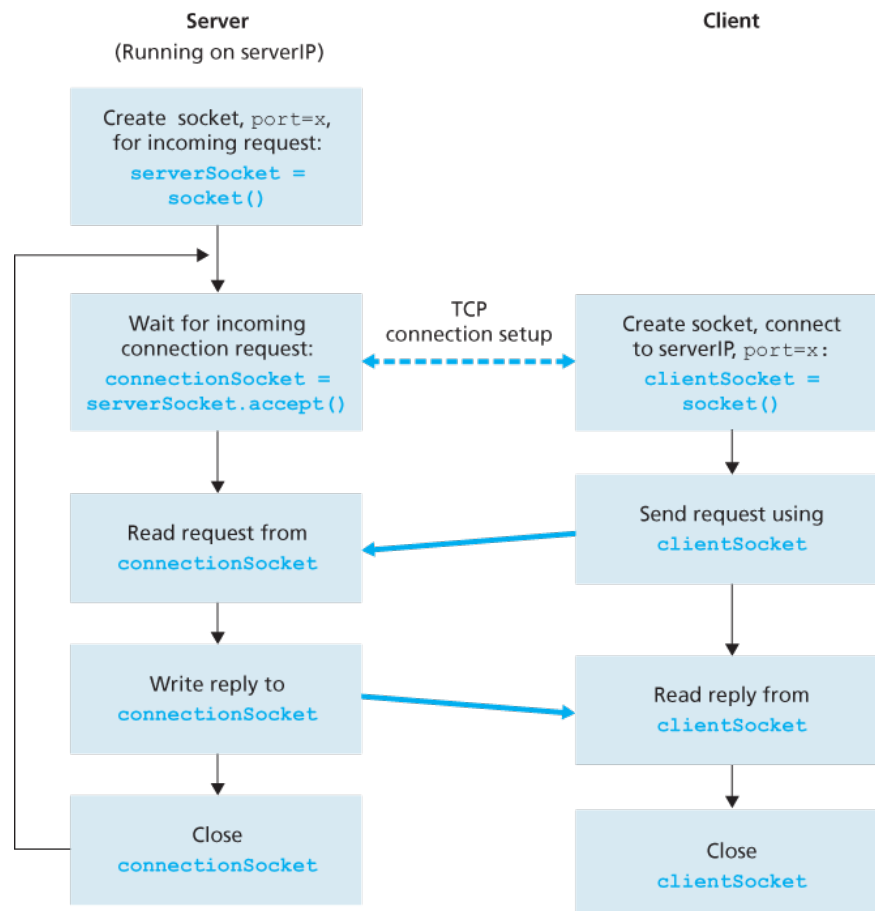 Server
(Running on serverIP)
Create socket, port=x,
for incoming request:
serverSocket =
socket()
Wait for incoming
connection request:
connectionSocket =
serverSocket.accept()
Read request from
connectionSocket
Write reply to
connectionSocket
Close
connectionSocket
TCP
connection setup
Client
Create socket, connect
to serverIP, port=x:
clientSocket =
socket()
Send request using
clientSocket
Read reply from
clientSocket
Close
clientSocket